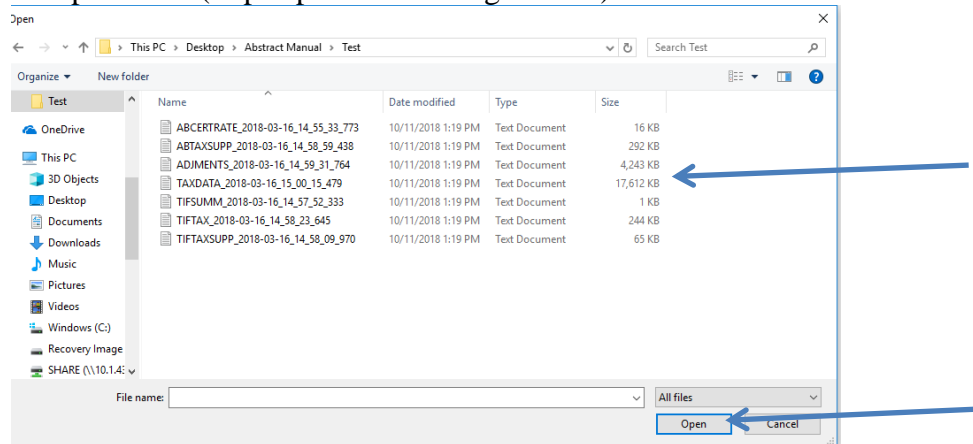 Open
This PC > Desktop > Abstract Manual > Test
Search Test
Organize
New folder
Test
OneDrive
This PC
3D Objects
Desktop
Documents
Downloads
Music
Pictures
Videos
Windows (C:)
Recovery Image
SHARE (\\10.1.4
Name Date modified Type Size
ABCERTRATE_2018-03-16_14_55_33_773 10/11/2018 1:19 PM Text Document 16 KB
ABTAXSUPP_2018-03-16_14_58_59_438 10/11/2018 1:19 PM Text Document 292 KB
ADJMENTS_2018-03-16_14_59_31_764 10/11/2018 1:19 PM Text Document 4,243 KB
TAXDATA_2018-03-16_15_00_15_479 10/11/2018 1:19 PM Text Document 17,612 KB
TIFSUMM_2018-03-16_14_57_52_333 10/11/2018 1:19 PM Text Document 1 KB
TIFTAX_2018-03-16_14_58_23_645 10/11/2018 1:19 PM Text Document 244 KB
TIFTAXSUPP_2018-03-16_14_58_09_970 10/11/2018 1:19 PM Text Document 65 KB
File name:
All files
Open
Cancel